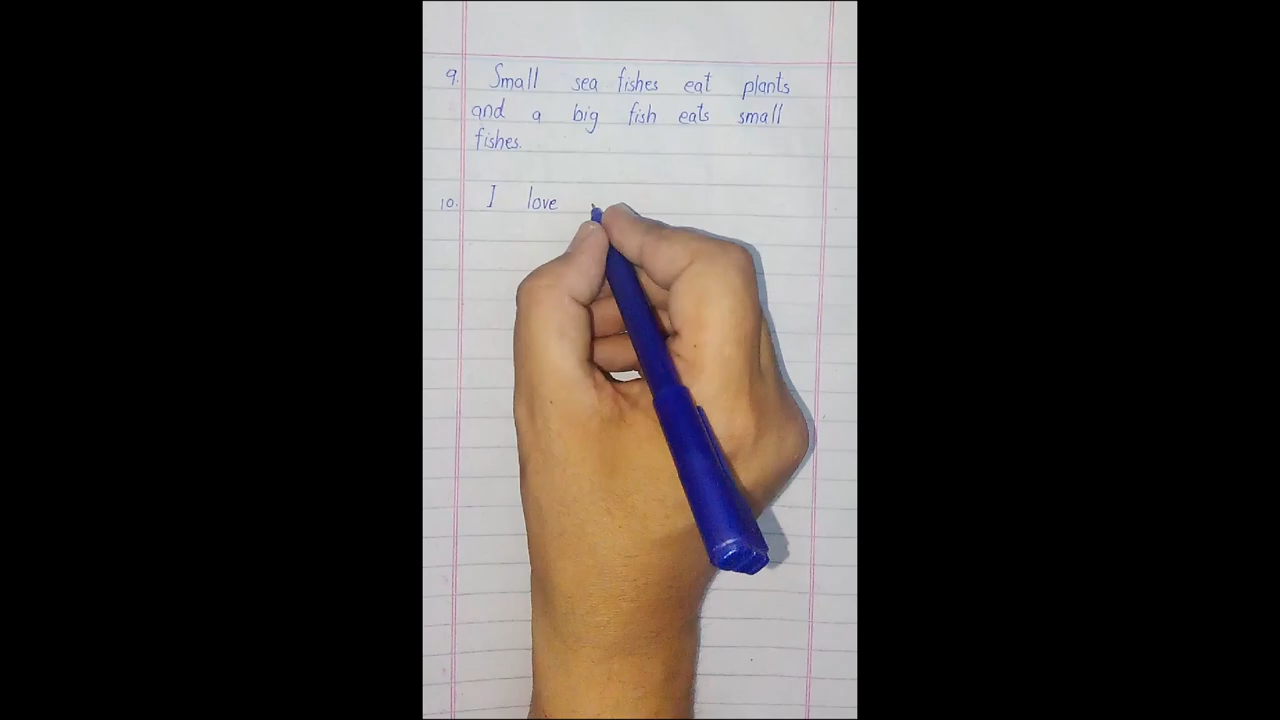 9. Small sea fishes eat plants
and a big fish eats small
fishes.
10. I love